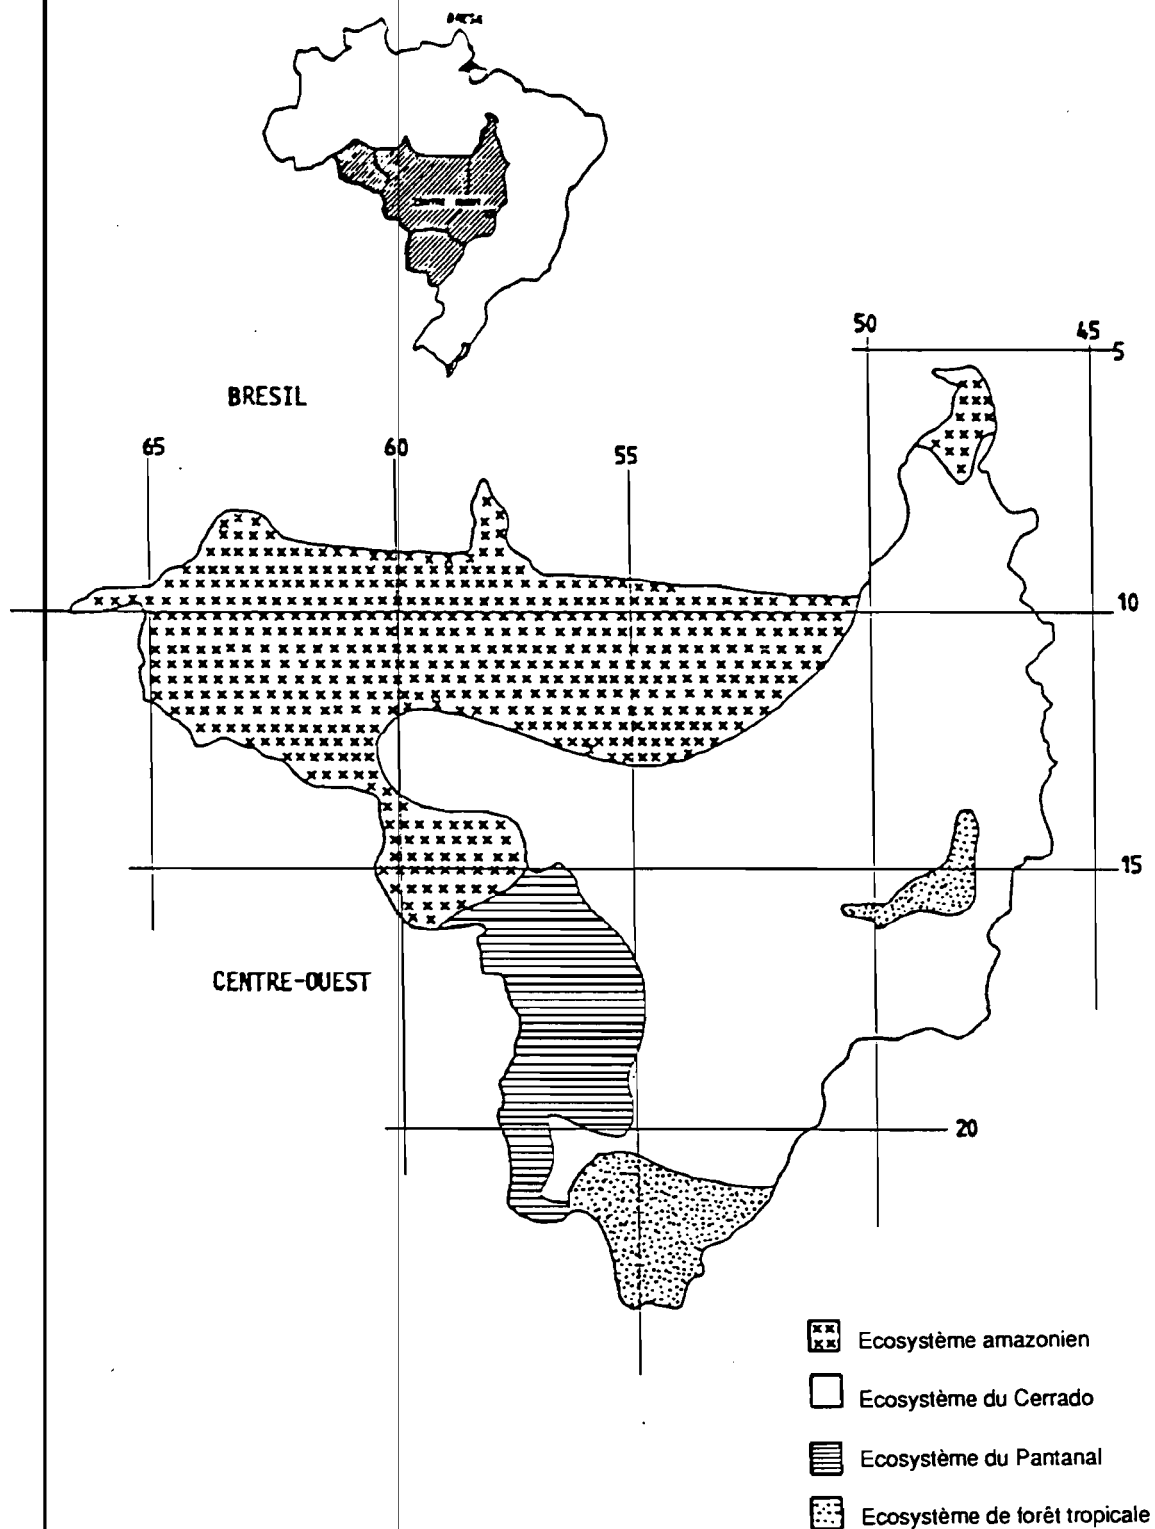 50
45
5
BRESIL
65
60
55
10
15
CENTRE-OUEST
20
Ecosystème amazonien
Ecosystème du Cerrado
Ecosystème du Pantanal
Ecosystème de forêt tropicale